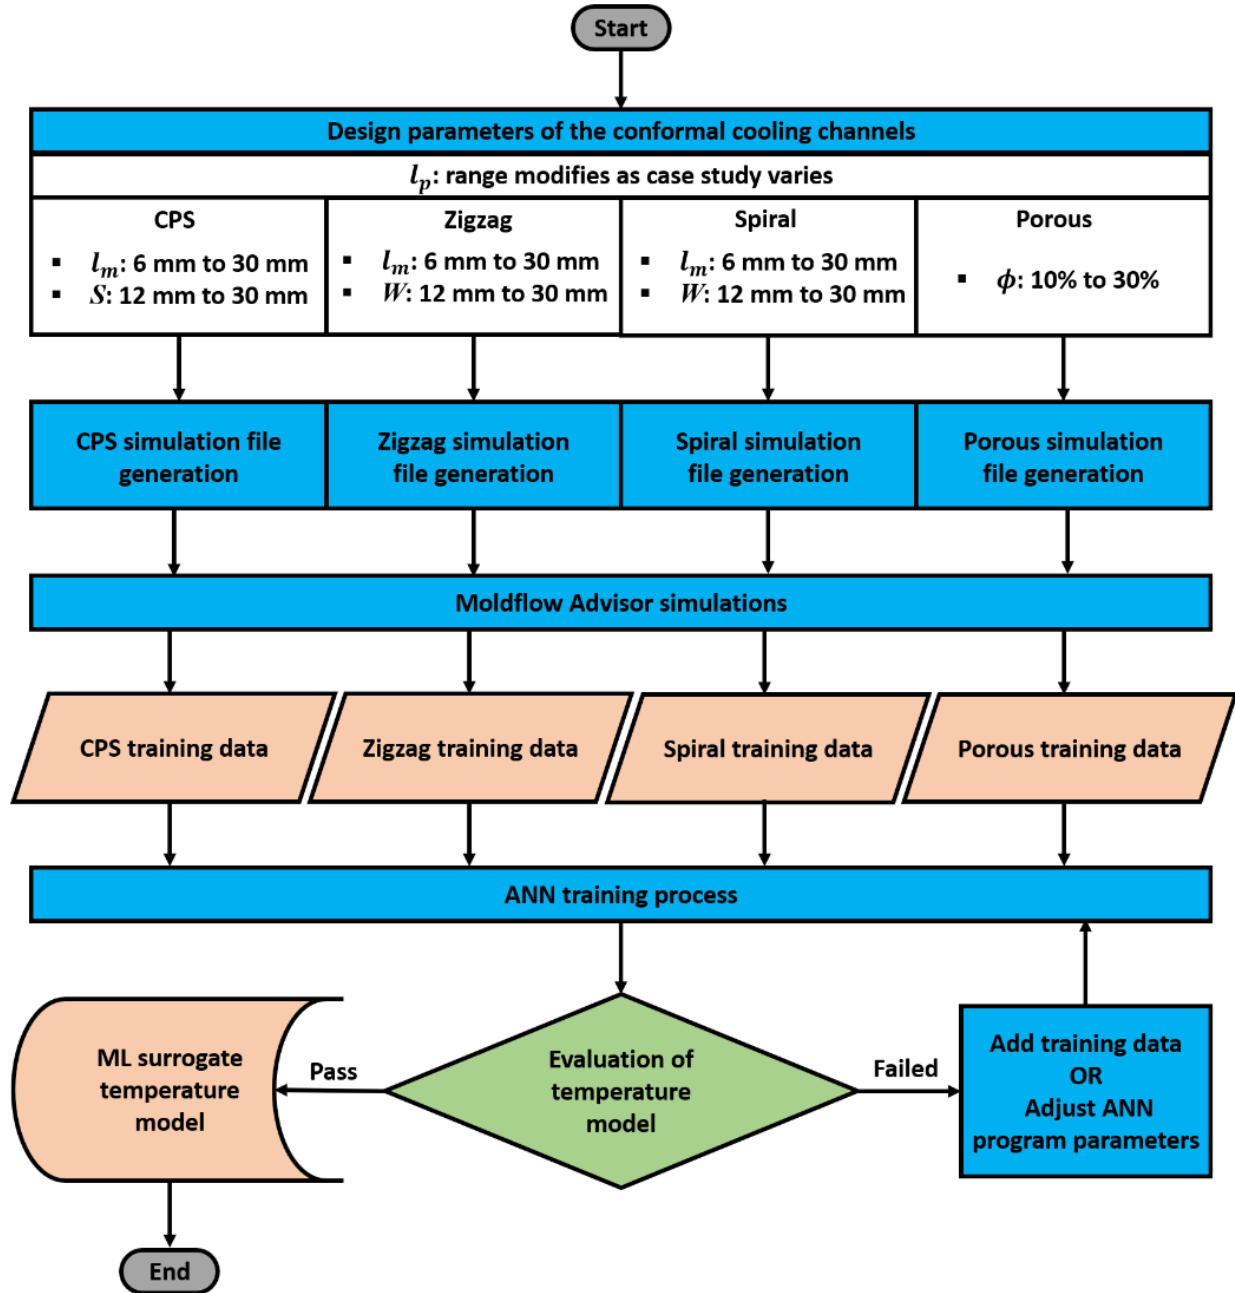 Start
Design parameters of the conformal cooling channels
l_p: range modifies as case study varies
CPS
▪ l_m: 6 mm to 30 mm
▪ S: 12 mm to 30 mm
Zigzag
▪ l_m: 6 mm to 30 mm
▪ W: 12 mm to 30 mm
Spiral
▪ l_m: 6 mm to 30 mm
▪ W: 12 mm to 30 mm
Porous
▪ ϕ: 10% to 30%
CPS simulation file
generation
Zigzag simulation
file generation
Spiral simulation
file generation
Porous simulation
file generation
Moldflow Advisor simulations
CPS training data
Zigzag training data
Spiral training data
Porous training data
ANN training process
ML surrogate
temperature
model
Pass
Evaluation of
temperature
model
Failed
Add training data
OR
Adjust ANN
program parameters
End